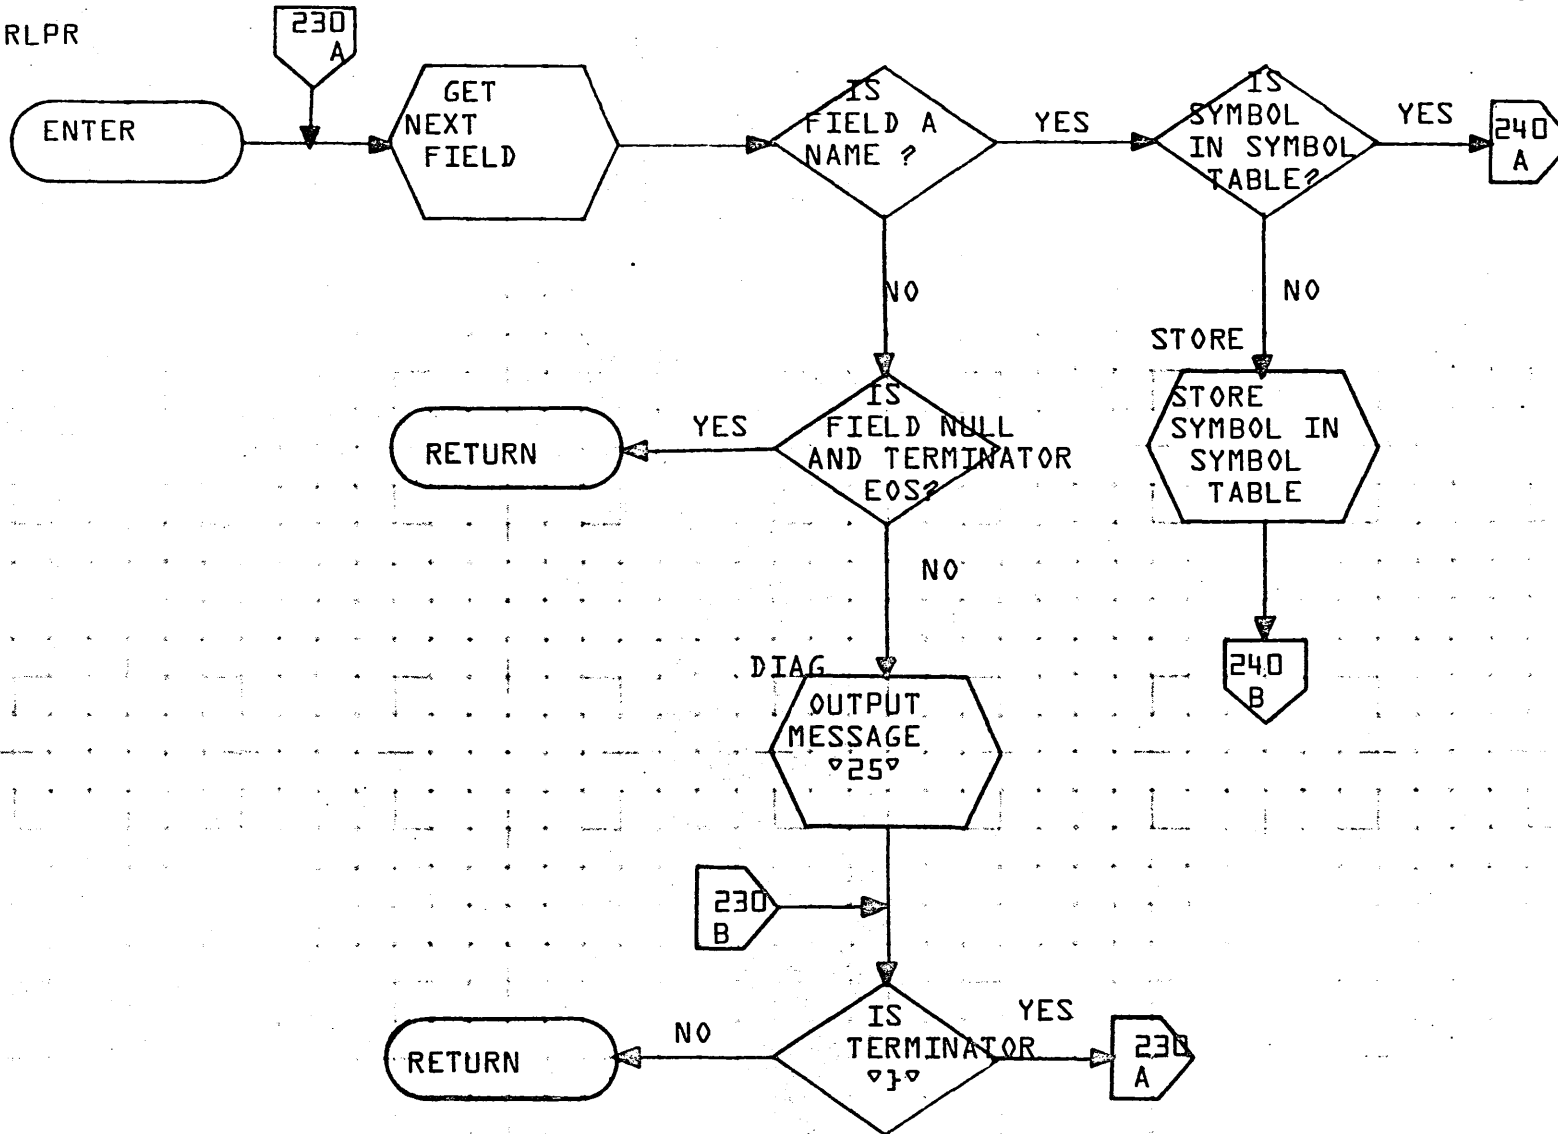 RLPR
230
A
ENTER
GET
NEXT
FIELD
IS
FIELD A
NAME ?
YES
IS
SYMBOL
IN SYMBOL
TABLE?
YES
240
A
NO
NO
STORE
STORE
SYMBOL IN
SYMBOL
TABLE
240
B
IS
FIELD NULL
AND TERMINATOR
EOS?
YES
RETURN
NO
DIAG
OUTPUT
MESSAGE
▿25▿
230
B
IS
TERMINATOR
▿}▿
NO
RETURN
YES
230
A